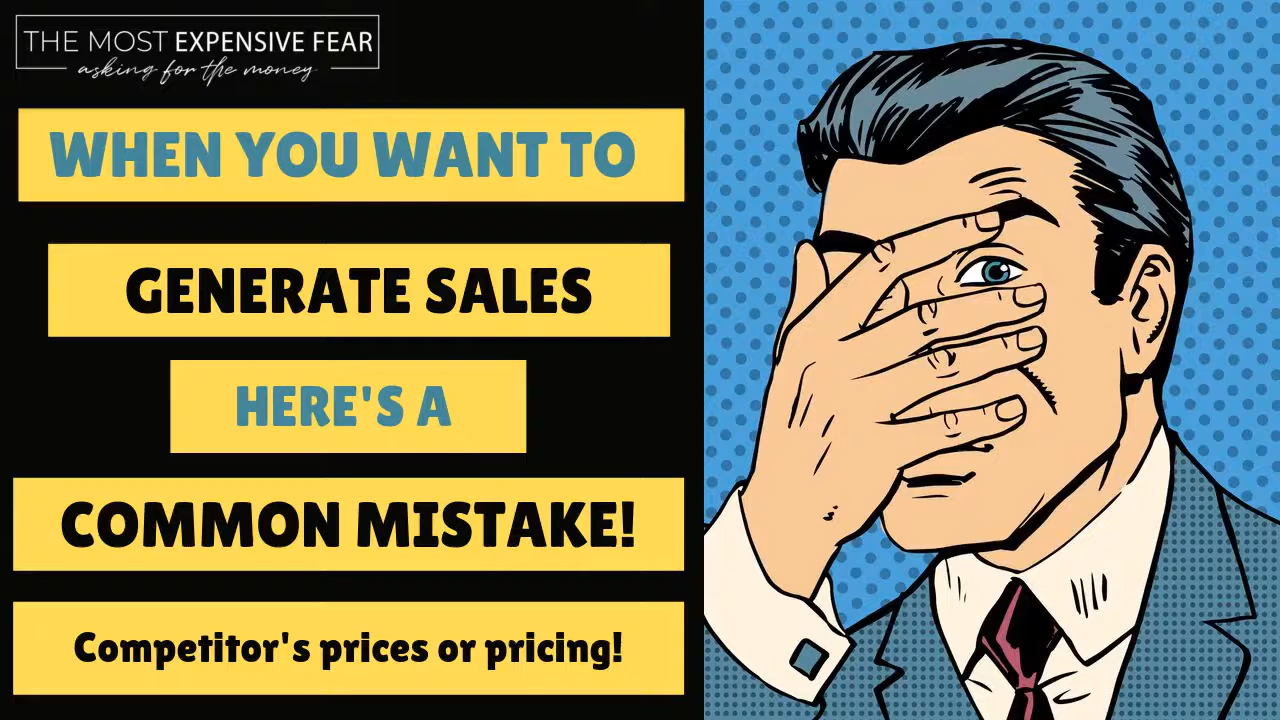 THE MOST EXPENSIVE FEAR
asking for the money
WHEN YOU WANT TO
GENERATE SALES
HERE'S A
COMMON MISTAKE!
Competitor's prices or pricing!